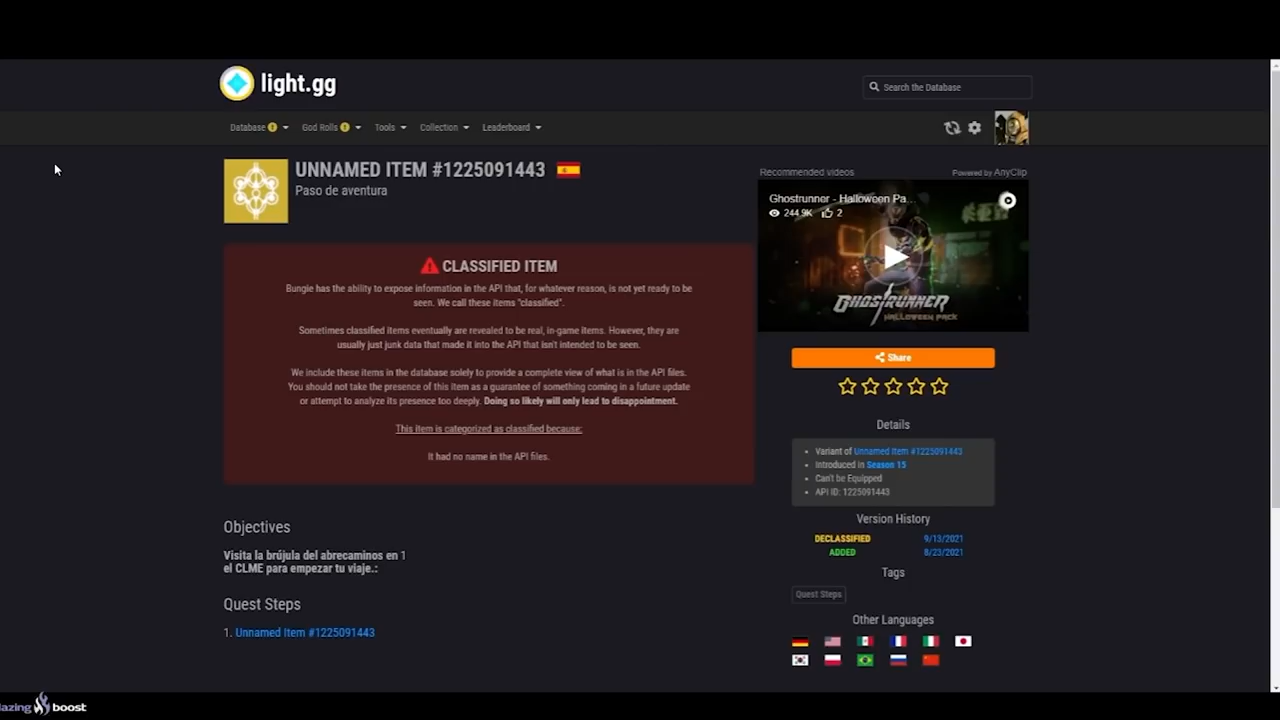 light.gg
Search the Database
Database
God Rolls
Tools
Collection
Leaderboard
UNNAMED ITEM #1225091443
Paso de aventura
CLASSIFIED ITEM
Bungie has the ability to expose information in the API that, for whatever reason, is not yet ready to be
seen. We call these items "classified".
Sometimes classified items eventually are revealed to be real, in-game items. However, they are
usually just junk data that made it into the API that isn't intended to be seen.
We include these items in the database solely to provide a complete view of what is in the API files.
You should not take the presence of this item as a guarantee of something coming in a future update
or attempt to analyze its presence too deeply. Doing so likely will only lead to disappointment.
This item is categorized as classified because:
It had no name in the API files.
Objectives
Visita la brújula del abrecaminos en 1
el CLME para empezar tu viaje.:
Quest Steps
1. Unnamed Item #1225091443
Recommended videos
Powered by AnyClip
Ghostrunner - Halloween Pa...
244.9K 2
GHOSTRUNNER
HALLOWEEN PACK
Share
Details
Variant of Unnamed Item #1225091443
Introduced in Season 15
Can't be Equipped
API ID: 1225091443
Version History
DECLASSIFIED 9/13/2021
ADDED 8/23/2021
Tags
Quest Steps
Other Languages
lazing boost